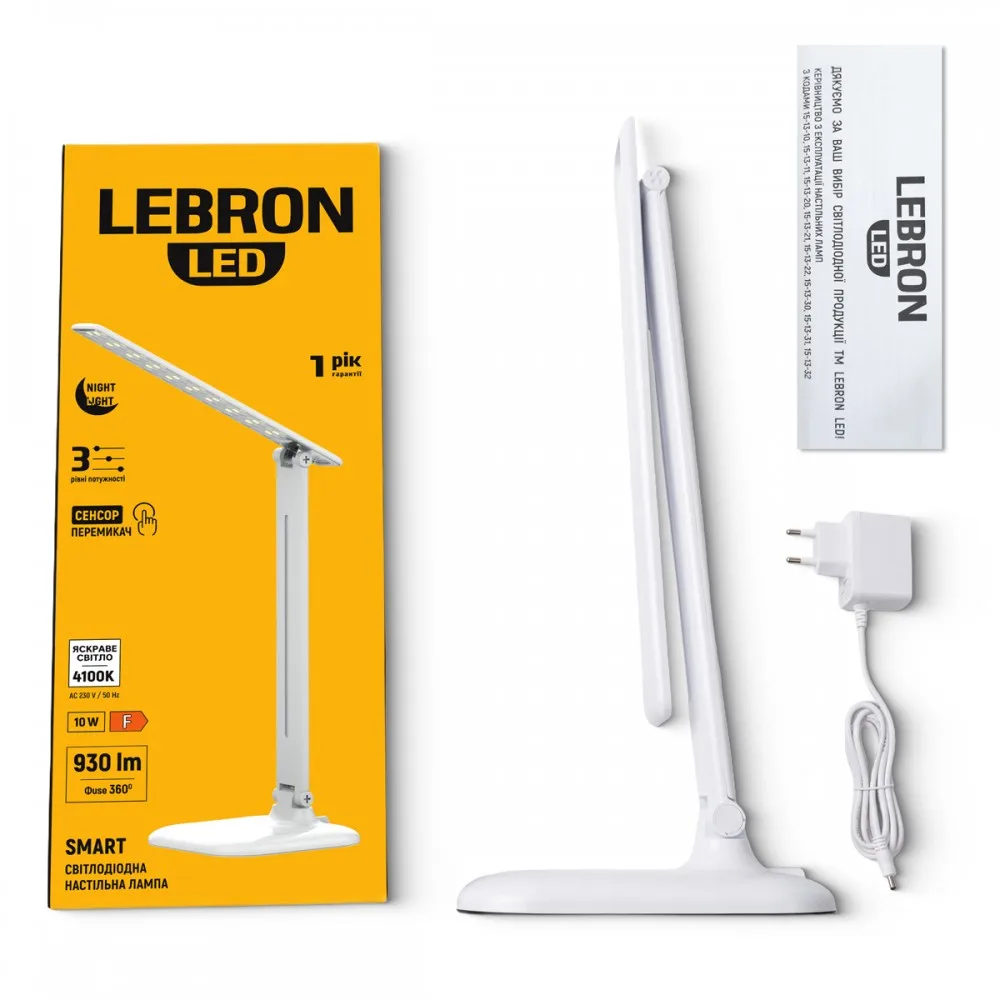 LEBRON
LED
1 рік
гарантії
NIGHT
LIGHT
3
рівні потужності
СЕНСОР
ПЕРЕМИКАЧ
ЯСКРАВЕ
СВІТЛО
4100K
AC 230 V / 50 Hz
10 W
F
930 lm
Φuse 360⁰
SMART
СВІТЛОДІОДНА
НАСТІЛЬНА ЛАМПА
LEBRON
LED
ДЯКУЄМО ЗА ВАШ ВИБІР СВІТЛОДІОДНОЇ ПРОДУКЦІЇ ТМ LEBRON LED!
КЕРІВНИЦТВО З ЕКСПЛУАТАЦІЇ НАСТІЛЬНИХ ЛАМП
З КОДАМИ 15-13-10, 15-13-11, 15-13-20, 15-13-21, 15-13-22, 15-13-30, 15-13-31, 15-13-32